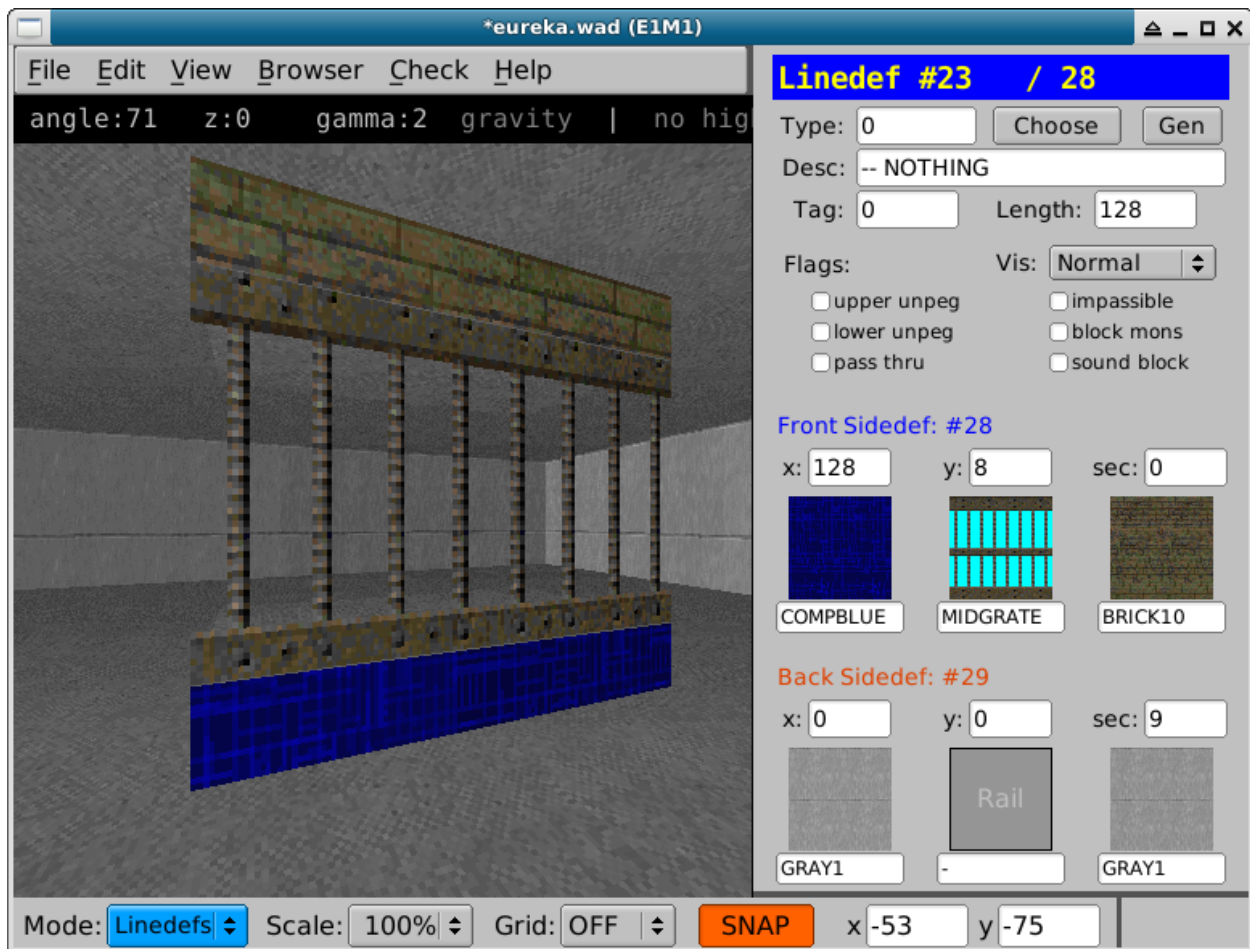 *eureka.wad (E1M1)
File Edit View Browser Check Help
angle:71 z:0 gamma:2 gravity | no hig
Linedef #23 / 28
Type: 0 Choose Gen
Desc: -- NOTHING
Tag: 0 Length: 128
Flags: Vis: Normal
upper unpeg impassible
lower unpeg block mons
pass thru sound block
Front Sidedef: #28
x: 128 y: 8 sec: 0
COMPBLUE MIDGRATE BRICK10
Back Sidedef: #29
x: 0 y: 0 sec: 9
Rail
GRAY1 - GRAY1
Mode: Linedefs Scale: 100% Grid: OFF SNAP x -53 y -75